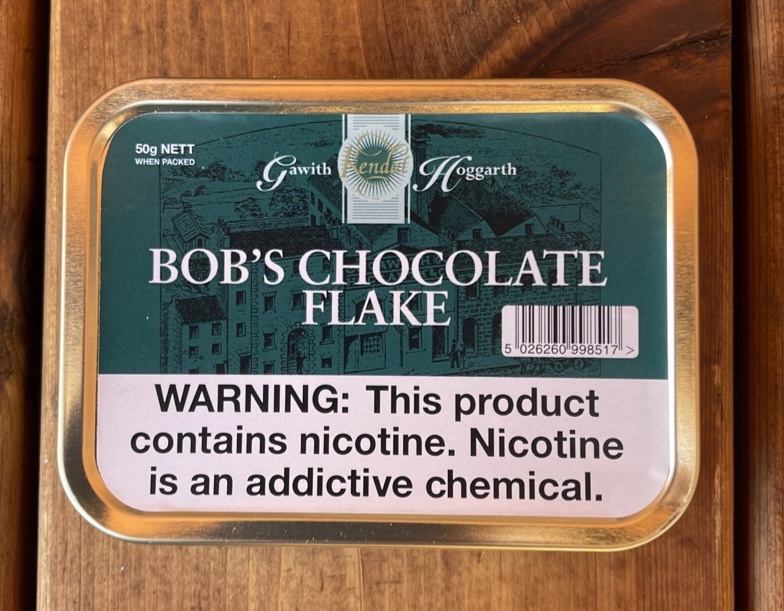 50g NETT
WHEN PACKED
Gawith Kendal Hoggarth
BOB'S CHOCOLATE
FLAKE
5 026260 998517 >
WARNING: This product
contains nicotine. Nicotine
is an addictive chemical.